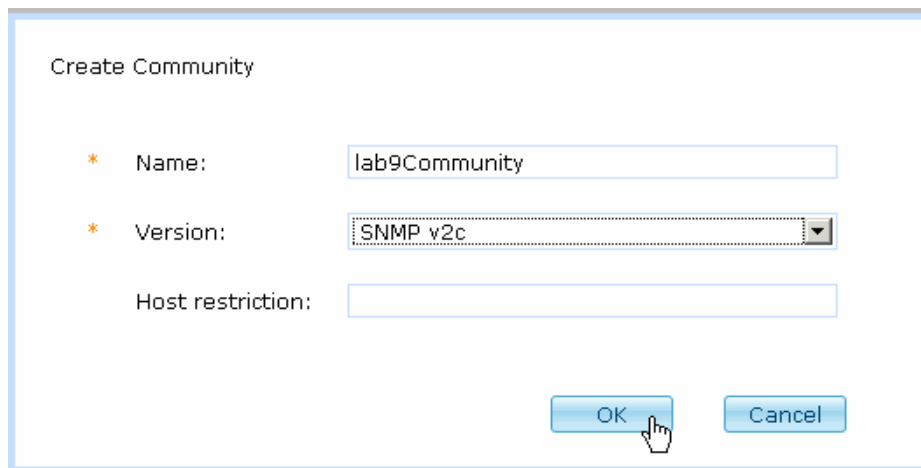 Create Community
* Name: lab9Community
* Version: SNMP v2c
Host restriction:
OK Cancel